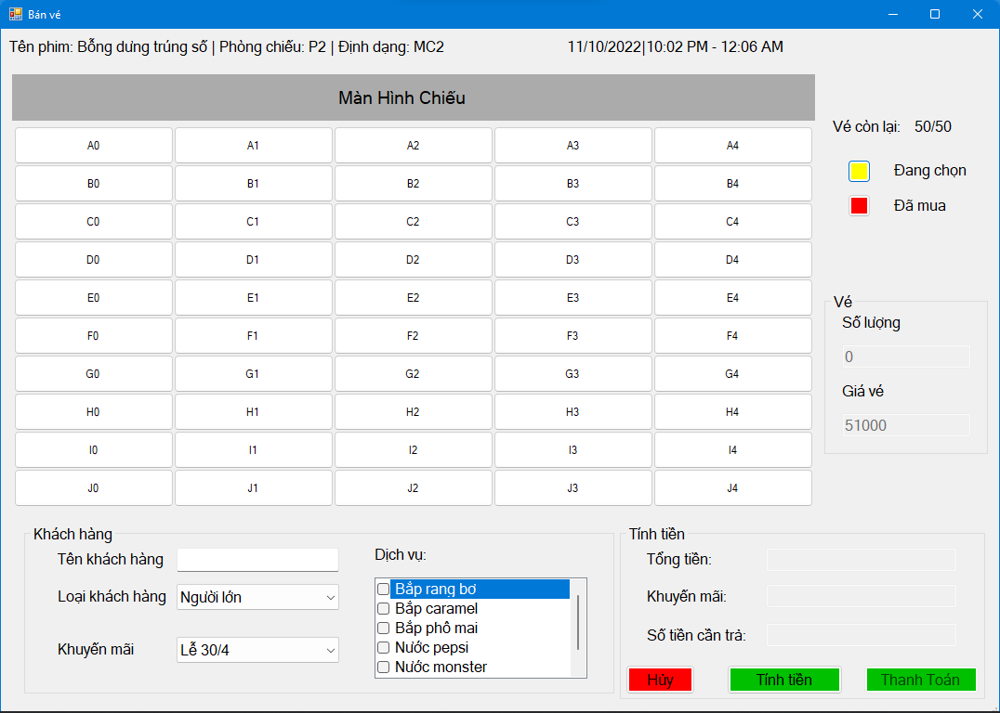 Bán vé
Tên phim: Bỗng dưng trúng số | Phòng chiếu: P2 | Định dạng: MC2
11/10/2022|10:02 PM - 12:06 AM
Màn Hình Chiếu
A0 A1 A2 A3 A4
B0 B1 B2 B3 B4
C0 C1 C2 C3 C4
D0 D1 D2 D3 D4
E0 E1 E2 E3 E4
F0 F1 F2 F3 F4
G0 G1 G2 G3 G4
H0 H1 H2 H3 H4
I0 I1 I2 I3 I4
J0 J1 J2 J3 J4
Vé còn lại: 50/50
Đang chọn
Đã mua
Vé
Số lượng
0
Giá vé
51000
Khách hàng
Tên khách hàng
Loại khách hàng Người lớn
Khuyến mãi Lễ 30/4
Dịch vụ:
Bắp rang bơ
Bắp caramel
Bắp phô mai
Nước pepsi
Nước monster
Tính tiền
Tổng tiền:
Khuyến mãi:
Số tiền cần trả:
Hủy Tính tiền Thanh Toán